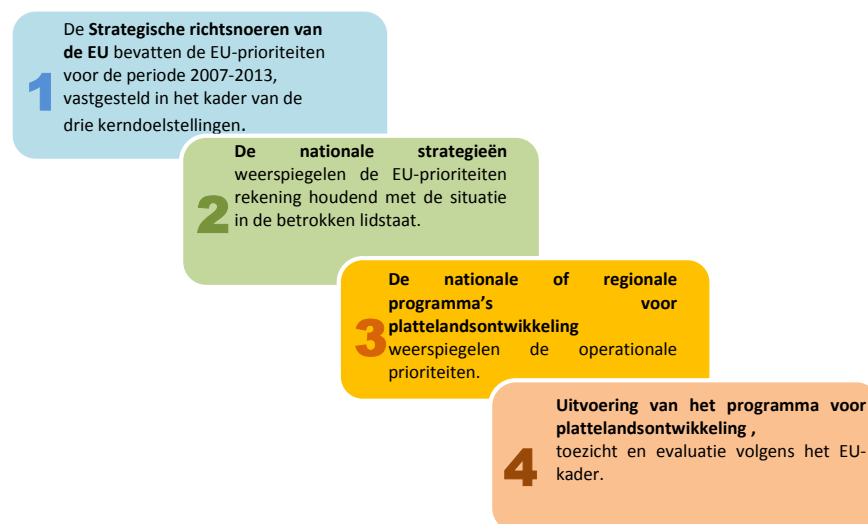 De Strategische richtsnoeren van
de EU bevatten de EU-prioriteiten
voor de periode 2007-2013,
vastgesteld in het kader van de
drie kerndoelstellingen.
1
De nationale strategieën
weerspiegelen de EU-prioriteiten
rekening houdend met de situatie
in de betrokken lidstaat.
2
De nationale of regionale
programma's voor
plattelandsontwikkeling
weerspiegelen de operationale
prioriteiten.
3
Uitvoering van het programma voor
plattelandsontwikkeling ,
toezicht en evaluatie volgens het EU-
kader.
4